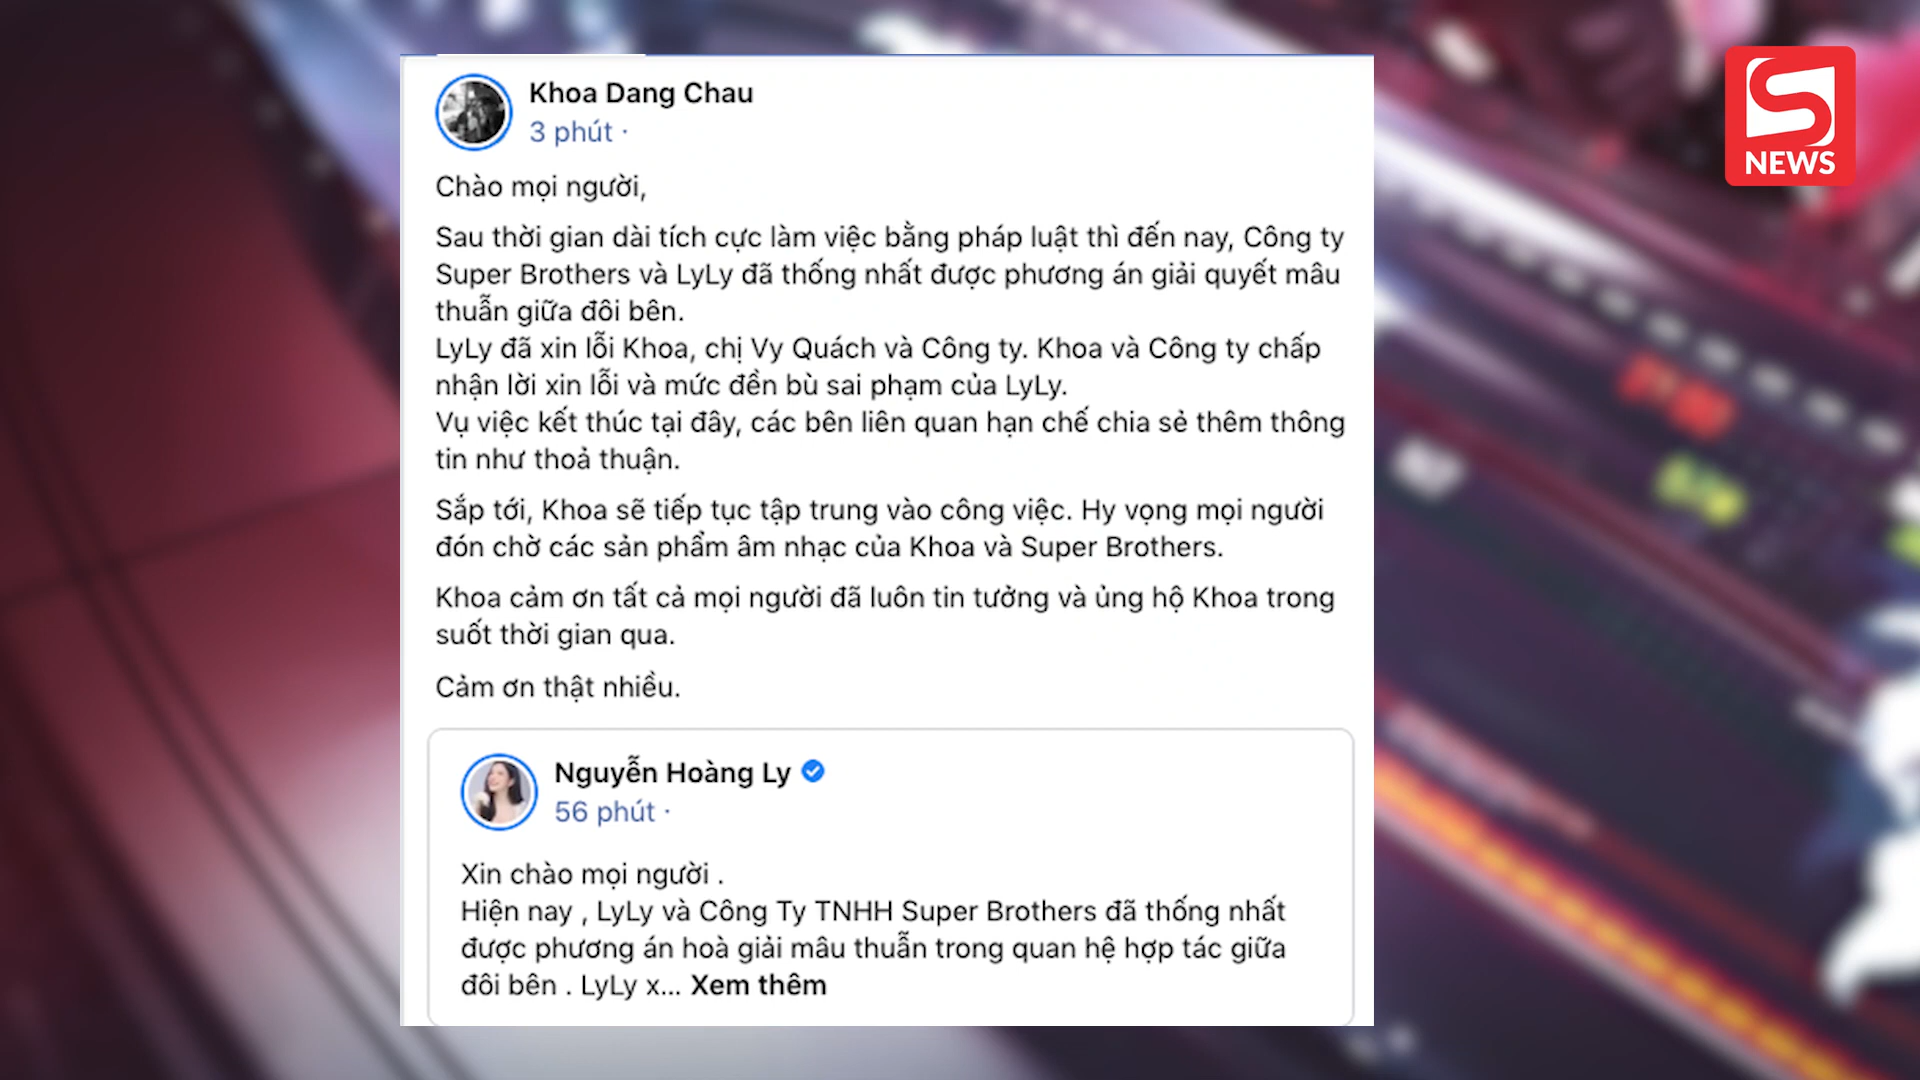 Khoa Dang Chau
3 phút ·
Chào mọi người,
Sau thời gian dài tích cực làm việc bằng pháp luật thì đến nay, Công ty
Super Brothers và LyLy đã thống nhất được phương án giải quyết mâu
thuẫn giữa đôi bên.
LyLy đã xin lỗi Khoa, chị Vy Quách và Công ty. Khoa và Công ty chấp
nhận lời xin lỗi và mức đền bù sai phạm của LyLy.
Vụ việc kết thúc tại đây, các bên liên quan hạn chế chia sẻ thêm thông
tin như thoả thuận.
Sắp tới, Khoa sẽ tiếp tục tập trung vào công việc. Hy vọng mọi người
đón chờ các sản phẩm âm nhạc của Khoa và Super Brothers.
Khoa cảm ơn tất cả mọi người đã luôn tin tưởng và ủng hộ Khoa trong
suốt thời gian qua.
Cảm ơn thật nhiều.
Nguyễn Hoàng Ly
56 phút ·
Xin chào mọi người .
Hiện nay , LyLy và Công Ty TNHH Super Brothers đã thống nhất
được phương án hoà giải mâu thuẫn trong quan hệ hợp tác giữa
đôi bên . LyLy x... Xem thêm
S
NEWS